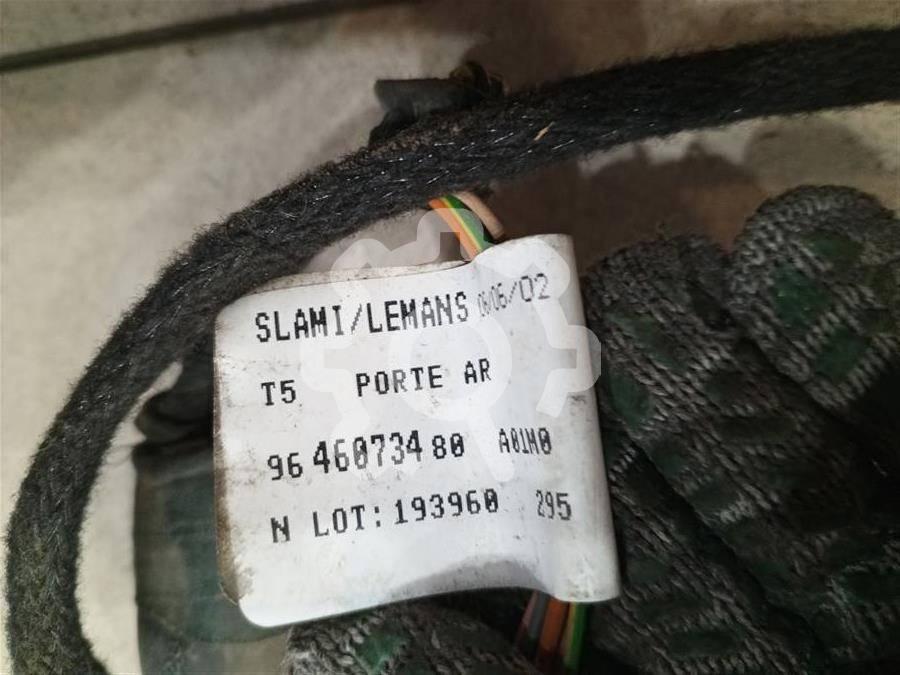 SLAMI/LEMANS 06/06/02
T5 PORTE AR
96 460734 80 A01M0
N LOT: 193960 295